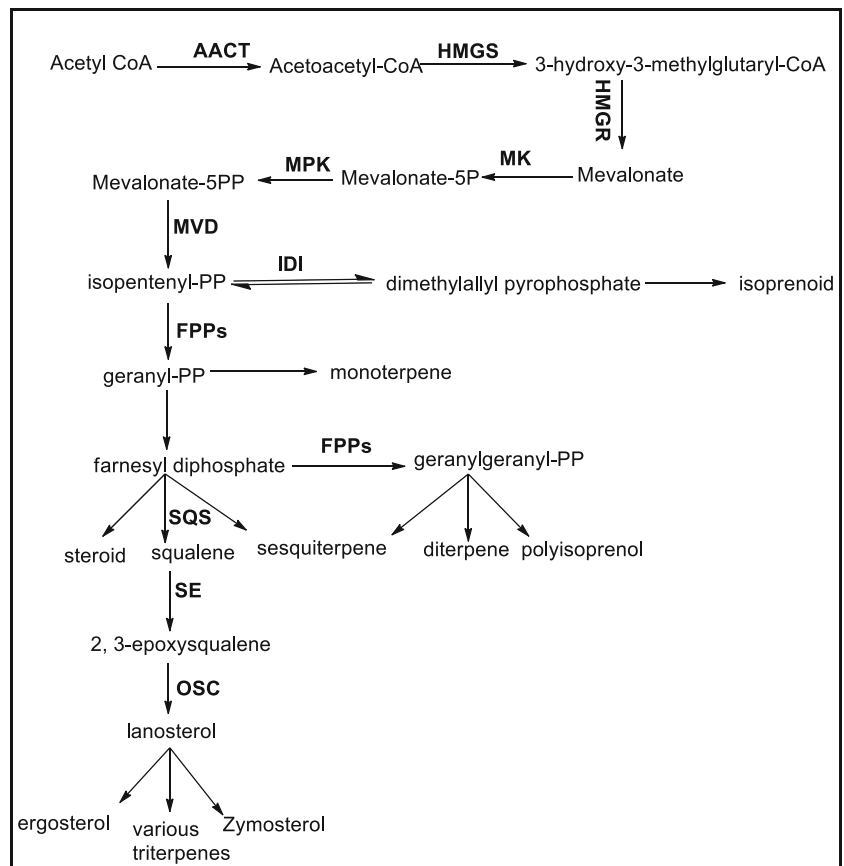 AACT
HMGS
Acetyl CoA
Acetoacetyl-CoA
3-hydroxy-3-methylglutaryl-CoA
HMGR
MPK
MK
Mevalonate-5PP
Mevalonate-5P
Mevalonate
MVD
IDI
isopentenyl-PP
dimethylallyl pyrophosphate
isoprenoid
FPPs
geranyl-PP
monoterpene
FPPs
farnesyl diphosphate
geranylgeranyl-PP
SQS
steroid
squalene
sesquiterpene
diterpene
polyisoprenol
SE
2, 3-epoxysqualene
OSC
lanosterol
ergosterol
various
triterpenes
Zymosterol